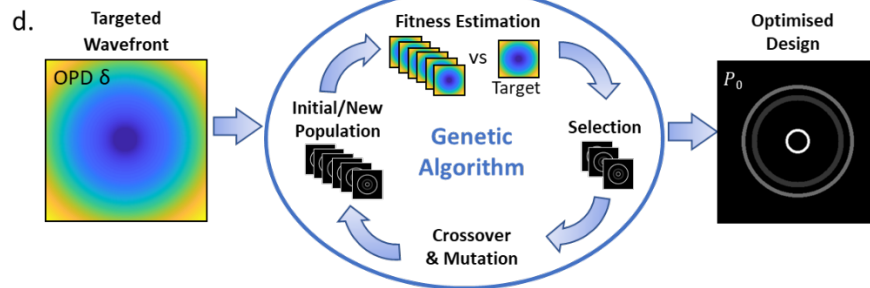 d.
Targeted
Wavefront
OPD δ
Fitness Estimation
vs
Target
Initial/New
Population
Genetic
Algorithm
Selection
Crossover
& Mutation
Optimised
Design
P₀